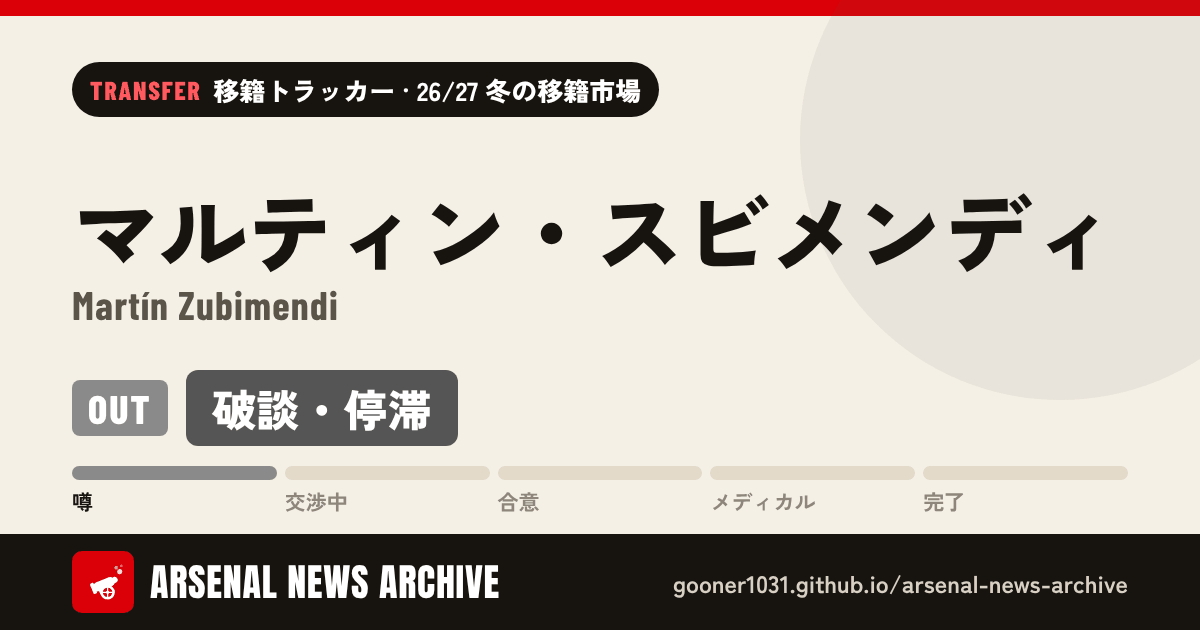 TRANSFER 移籍トラッカー · 26/27 冬の移籍市場
マルティン・スビメンディ
Martín Zubimendi
OUT 破談・停滞
噂 交渉中 合意 メディカル 完了
ARSENAL NEWS ARCHIVE gooner1031.github.io/arsenal-news-archive